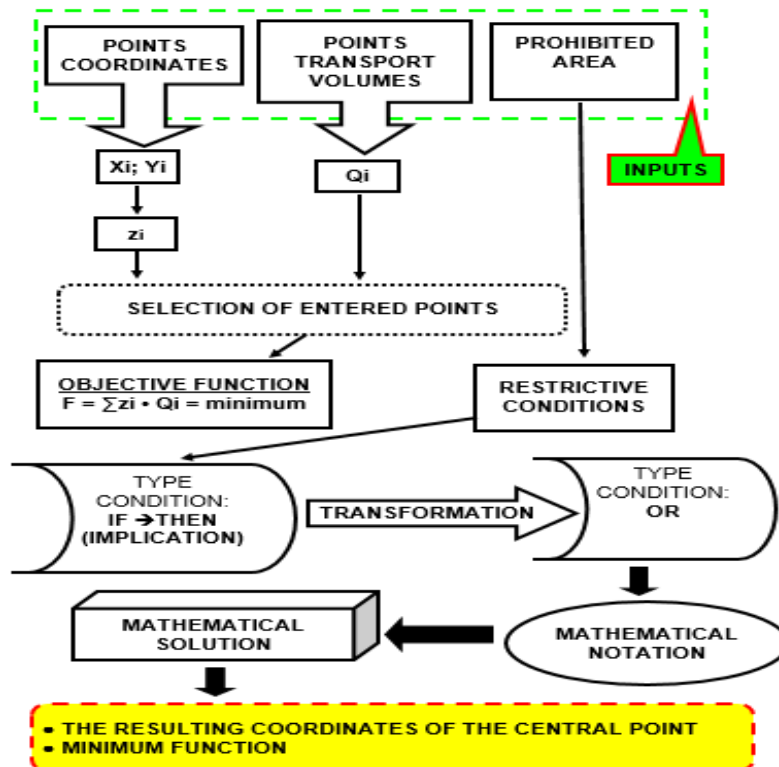 POINTS
COORDINATES
POINTS
TRANSPORT
VOLUMES
PROHIBITED
AREA
INPUTS
Xi; Yi
Qi
zi
SELECTION OF ENTERED POINTS
OBJECTIVE FUNCTION
F = ∑zi • Qi = minimum
RESTRICTIVE
CONDITIONS
TYPE
CONDITION:
IF ➔THEN
(IMPLICATION)
TRANSFORMATION
TYPE
CONDITION:
OR
MATHEMATICAL
SOLUTION
MATHEMATICAL
NOTATION
• THE RESULTING COORDINATES OF THE CENTRAL POINT
• MINIMUM FUNCTION